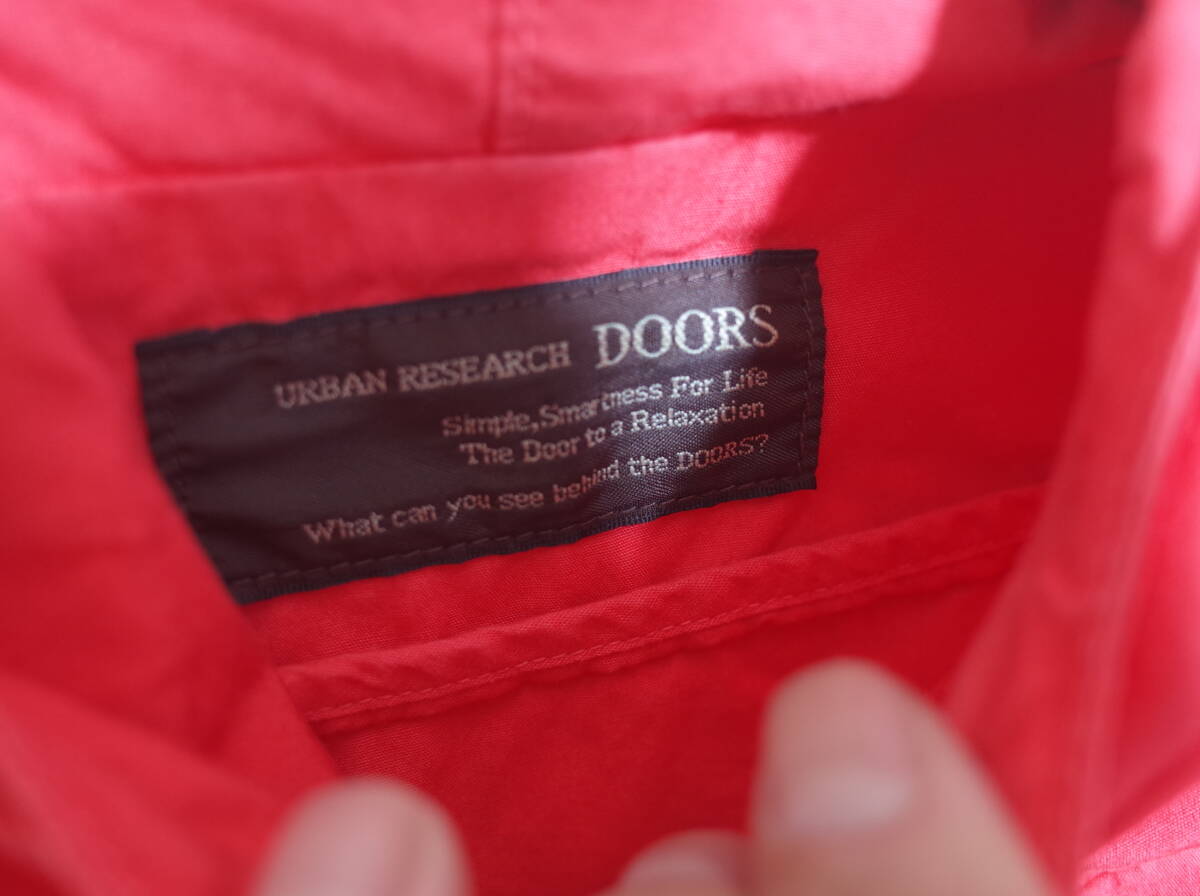 URBAN RESEARCH DOORS
Simple,Smartness For Life
The Door to a Relaxation
What can you see behind the DOORS?